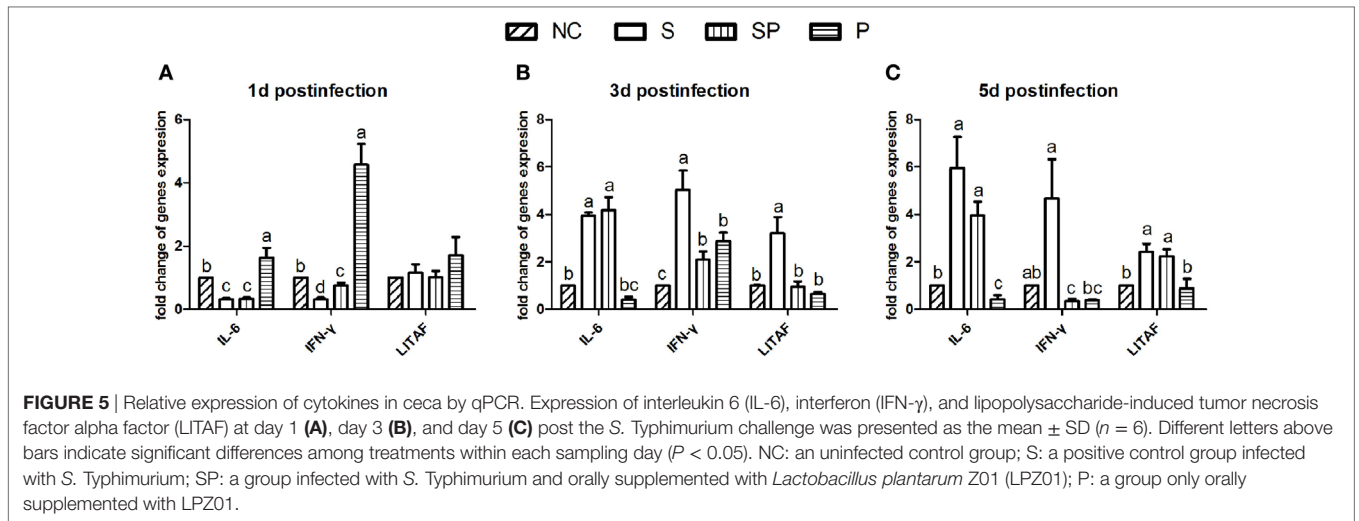 NC S SP P
A
1d postinfection
fold change of genes expresion
6
4
2
0
b c c a
b d c a
IL-6
IFN-γ
LITAF
B
3d postinfection
fold change of genes expresion
8
6
4
2
0
b a a bc
c a b b
b a b b
IL-6
IFN-γ
LITAF
C
5d postinfection
fold change of genes expresion
8
6
4
2
0
b a a c
ab a c bc
b a a b
IL-6
IFN-γ
LITAF
FIGURE 5 | Relative expression of cytokines in ceca by qPCR. Expression of interleukin 6 (IL-6), interferon (IFN-γ), and lipopolysaccharide-induced tumor necrosis
factor alpha factor (LITAF) at day 1 (A), day 3 (B), and day 5 (C) post the S. Typhimurium challenge was presented as the mean ± SD (n = 6). Different letters above
bars indicate significant differences among treatments within each sampling day (P < 0.05). NC: an uninfected control group; S: a positive control group infected
with S. Typhimurium; SP: a group infected with S. Typhimurium and orally supplemented with Lactobacillus plantarum Z01 (LPZ01); P: a group only orally
supplemented with LPZ01.